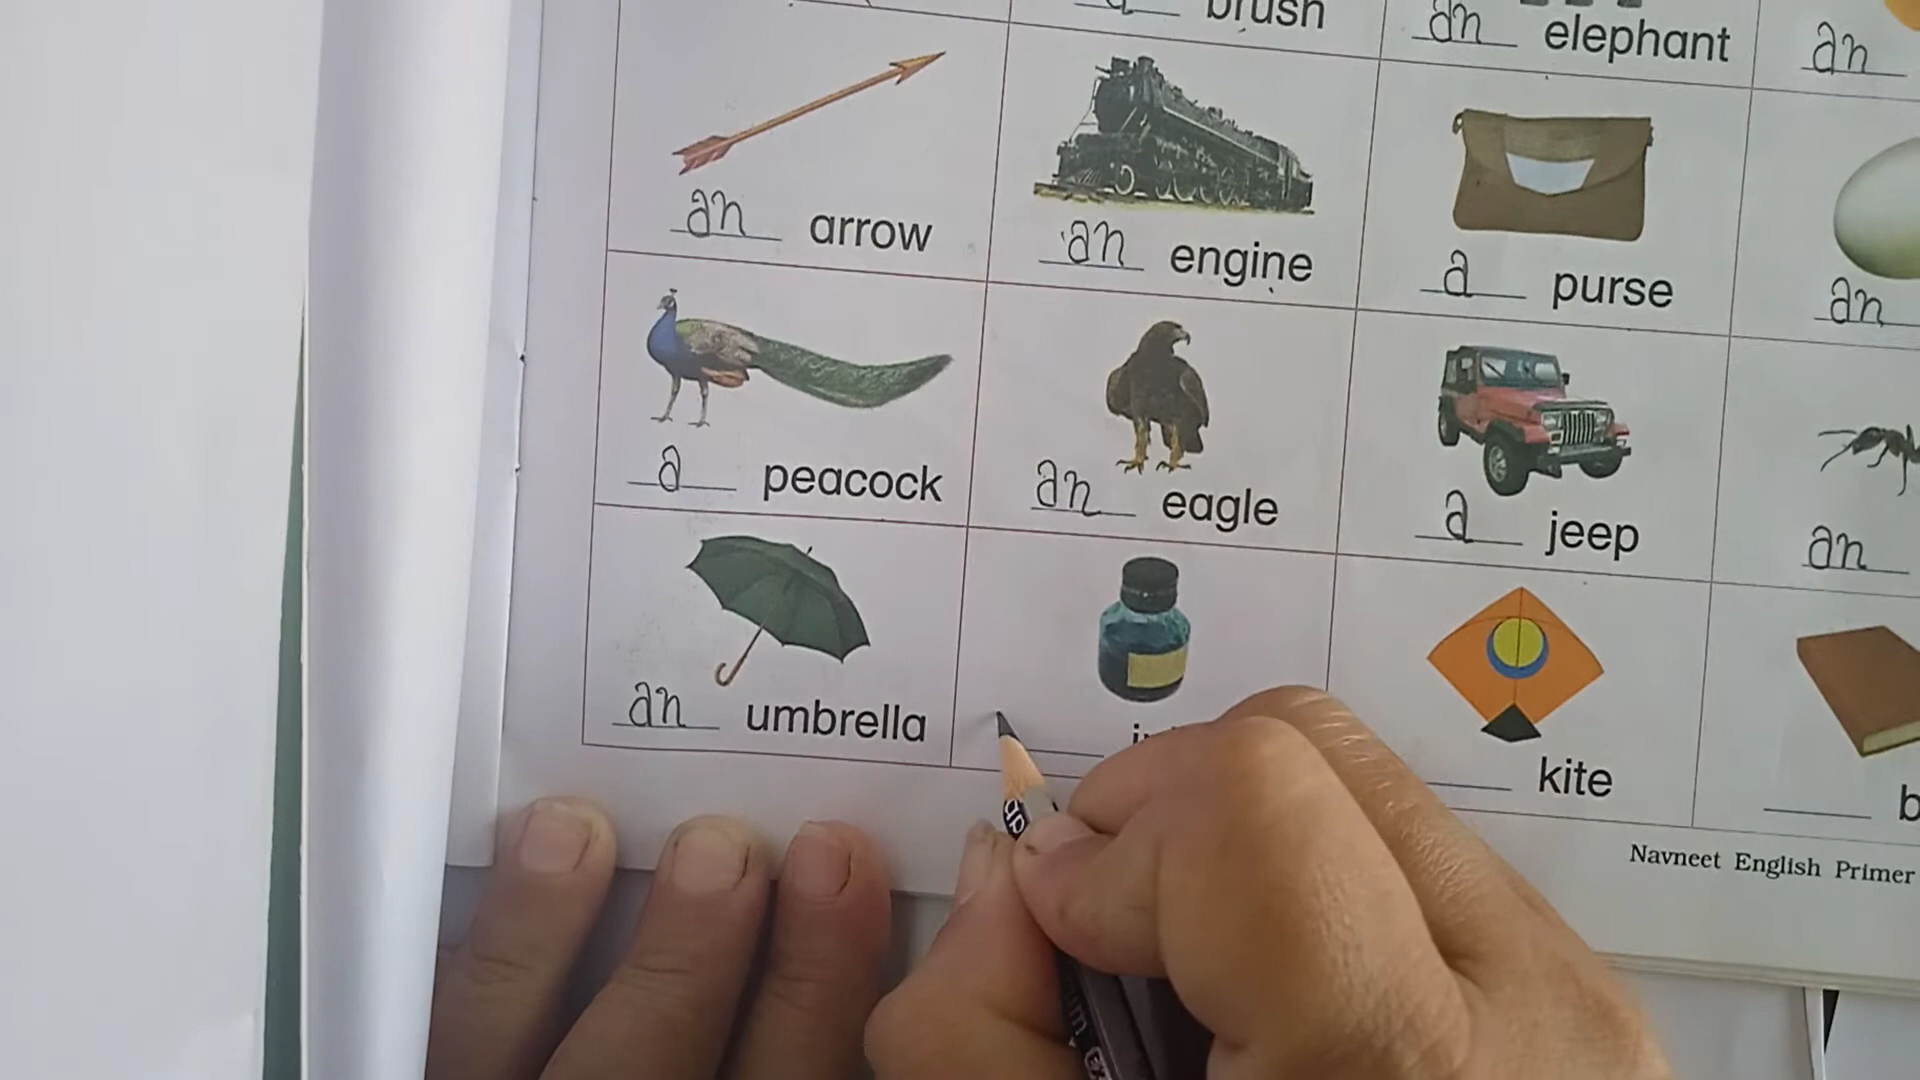 a brush
an elephant
an
an arrow
an engine
a purse
an
a peacock
an eagle
a jeep
an
an umbrella
kite
Navneet English Primer